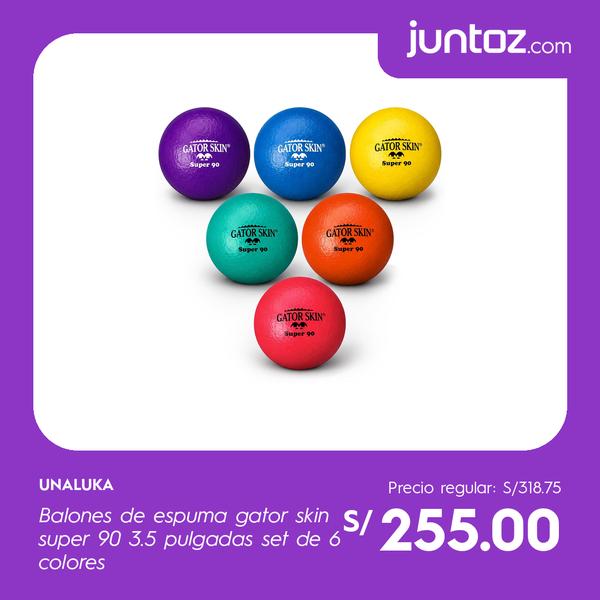 juntoz.com
GATOR SKIN®
Super 90
GATOR SKIN®
Super 90
GATOR SKIN®
Super 90
GATOR SKIN®
Super 90
GATOR SKIN®
Super 90
GATOR SKIN®
Super 90
UNALUKA
Balones de espuma gator skin
super 90 3.5 pulgadas set de 6
colores
Precio regular: S/318.75
S/ 255.00